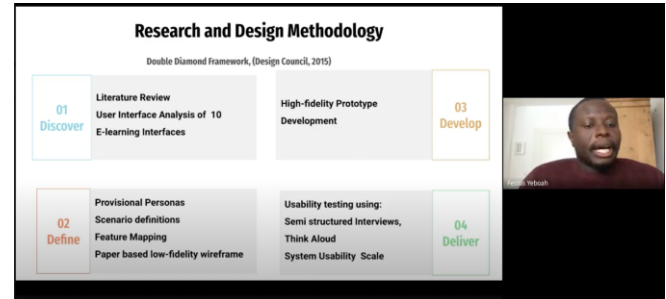 Research and Design Methodology
Double Diamond Framework, (Design Council, 2015)
01
Discover
Literature Review
User Interface Analysis of 10
E-learning Interfaces
High-fidelity Prototype
Development
03
Develop
02
Define
Provisional Personas
Scenario definitions
Feature Mapping
Paper based low-fidelity wireframe
Usability testing using:
Semi structured Interviews,
Think Aloud
System Usability Scale
04
Deliver
Yeboah